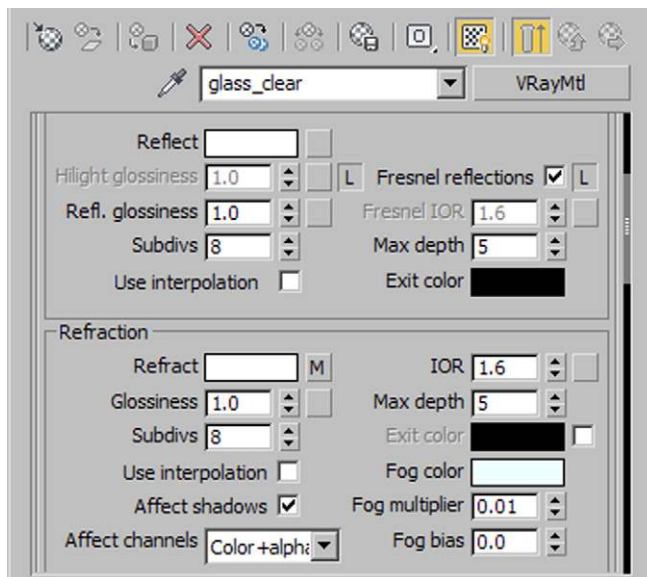 glass_clear VRayMtl
Reflect
Hilight glossiness 1.0 L Fresnel reflections L
Refl. glossiness 1.0 Fresnel IOR 1.6
Subdivs 8 Max depth 5
Use interpolation Exit color
Refraction
Refract M IOR 1.6
Glossiness 1.0 Max depth 5
Subdivs 8 Exit color
Use interpolation Fog color
Affect shadows Fog multiplier 0.01
Affect channels Color+alpha Fog bias 0.0